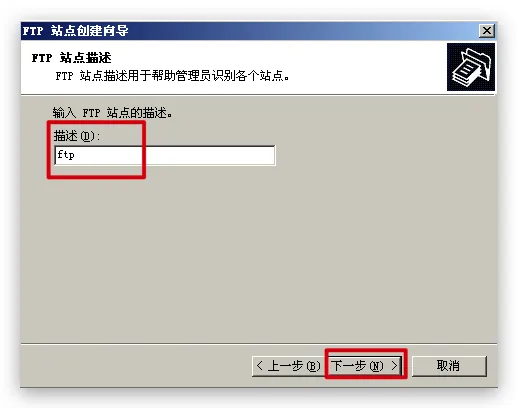 FTP 站点创建向导
FTP 站点描述
FTP 站点描述用于帮助管理员识别各个站点。
输入 FTP 站点的描述。
描述(D):
ftp
< 上一步(B) 下一步(N) > 取消